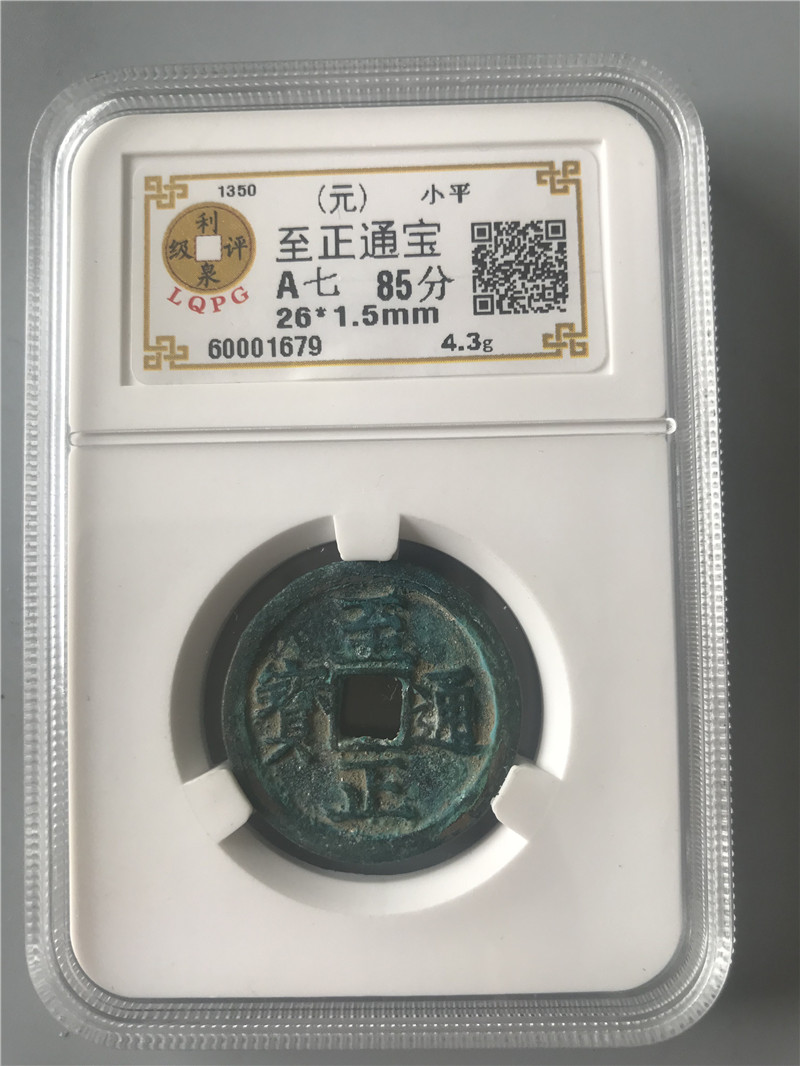 1350 (元) 小平
利泉评级
LQPG
至正通宝
A七 85分
26*1.5mm
60001679 4.3g
至正通寳